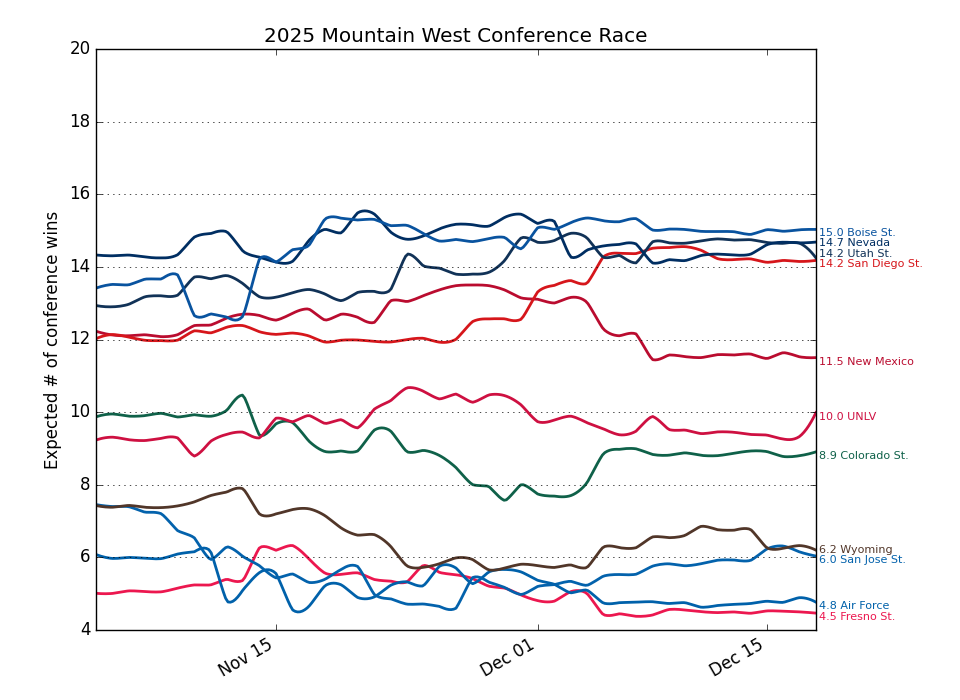 2025 Mountain West Conference Race
Expected # of conference wins
20
18
16
14
12
10
8
6
4
15.0 Boise St.
14.7 Nevada
14.2 Utah St.
14.2 San Diego St.
11.5 New Mexico
10.0 UNLV
8.9 Colorado St.
6.2 Wyoming
6.0 San Jose St.
4.8 Air Force
4.5 Fresno St.
Nov 15
Dec 01
Dec 15